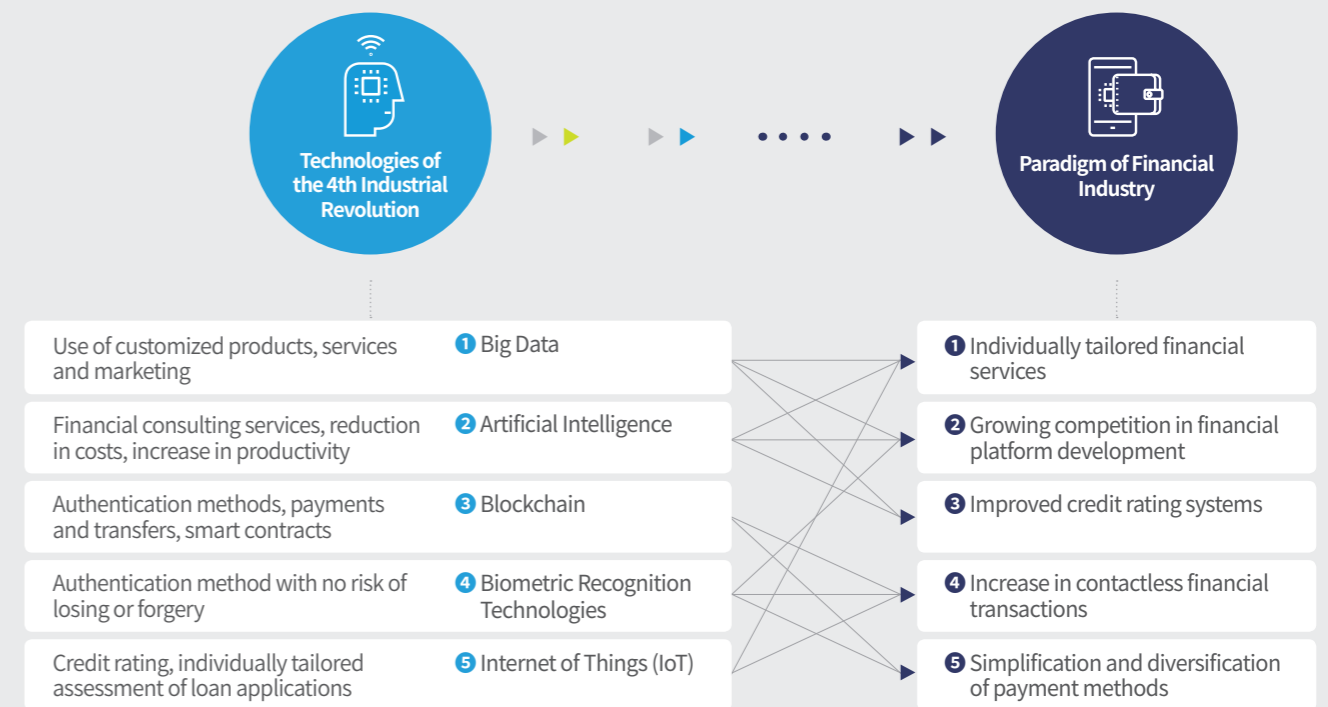 Technologies of
the 4th Industrial
Revolution
Paradigm of Financial
Industry
Use of customized products, services
and marketing
1 Big Data
Financial consulting services, reduction
in costs, increase in productivity
2 Artificial Intelligence
Authentication methods, payments
and transfers, smart contracts
3 Blockchain
Authentication method with no risk of
losing or forgery
4 Biometric Recognition
Technologies
Credit rating, individually tailored
assessment of loan applications
5 Internet of Things (IoT)
1 Individually tailored financial
services
2 Growing competition in financial
platform development
3 Improved credit rating systems
4 Increase in contactless financial
transactions
5 Simplification and diversification
of payment methods